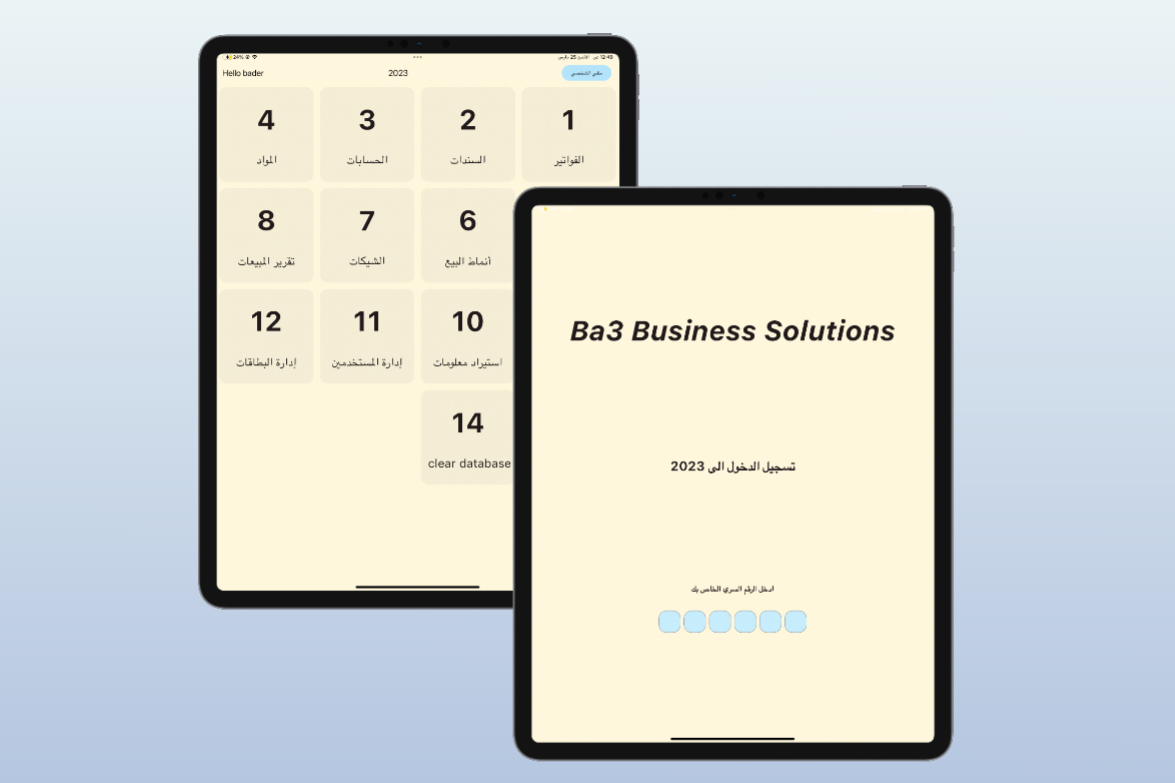 24%
12:48 ص الاثنين 25 مارس
Hello bader
2023
ملفي الشخصي
1
2
3
4
الفواتير
السندات
الحسابات
المواد
6
7
8
أنماط البيع
الشيكات
تقرير المبيعات
10
11
12
استيراد معلومات
إدارة المستخدمين
إدارة البطاقات
14
clear database
Ba3 Business Solutions
تسجيل الدخول الى 2023
ادخل الرقم السري الخاص بك